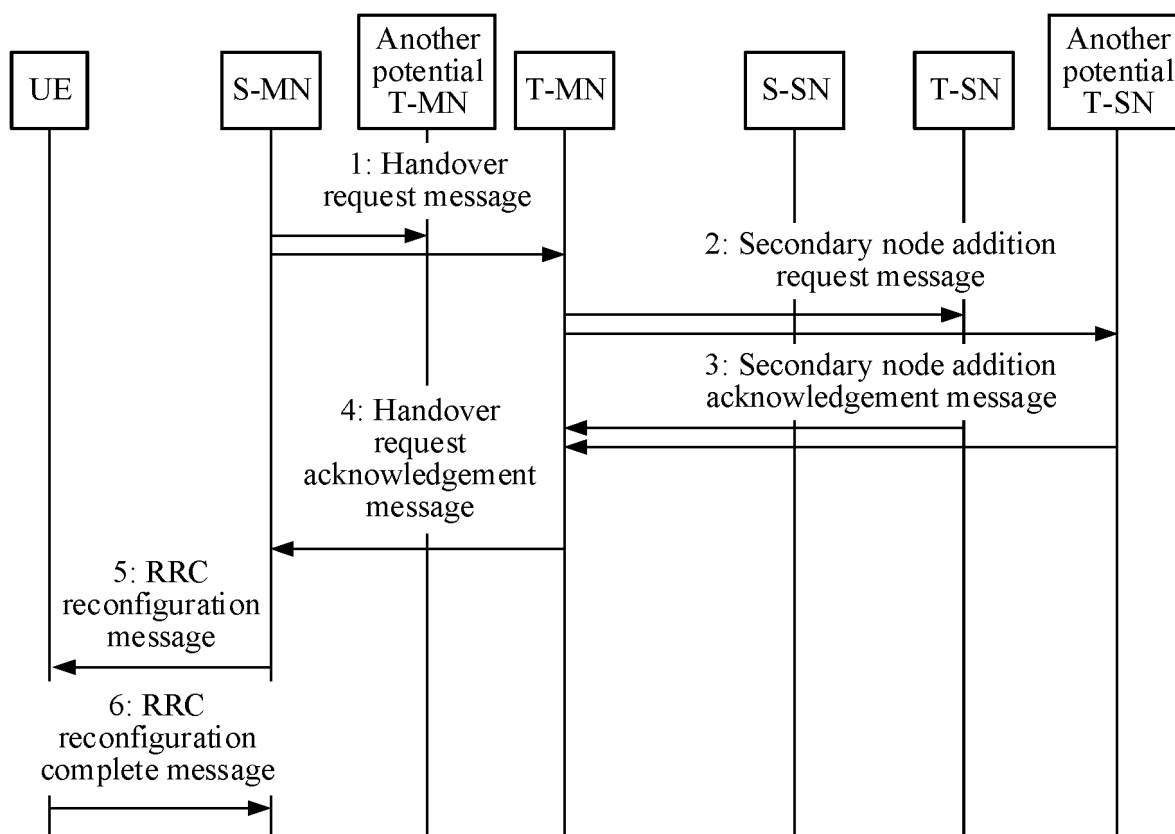 UE
S-MN
Another
potential
T-MN
T-MN
S-SN
T-SN
Another
potential
T-SN
1: Handover
request message
2: Secondary node addition
request message
3: Secondary node addition
acknowledgement message
4: Handover
request
acknowledgement
message
5: RRC
reconfiguration
message
6: RRC
reconfiguration
complete message